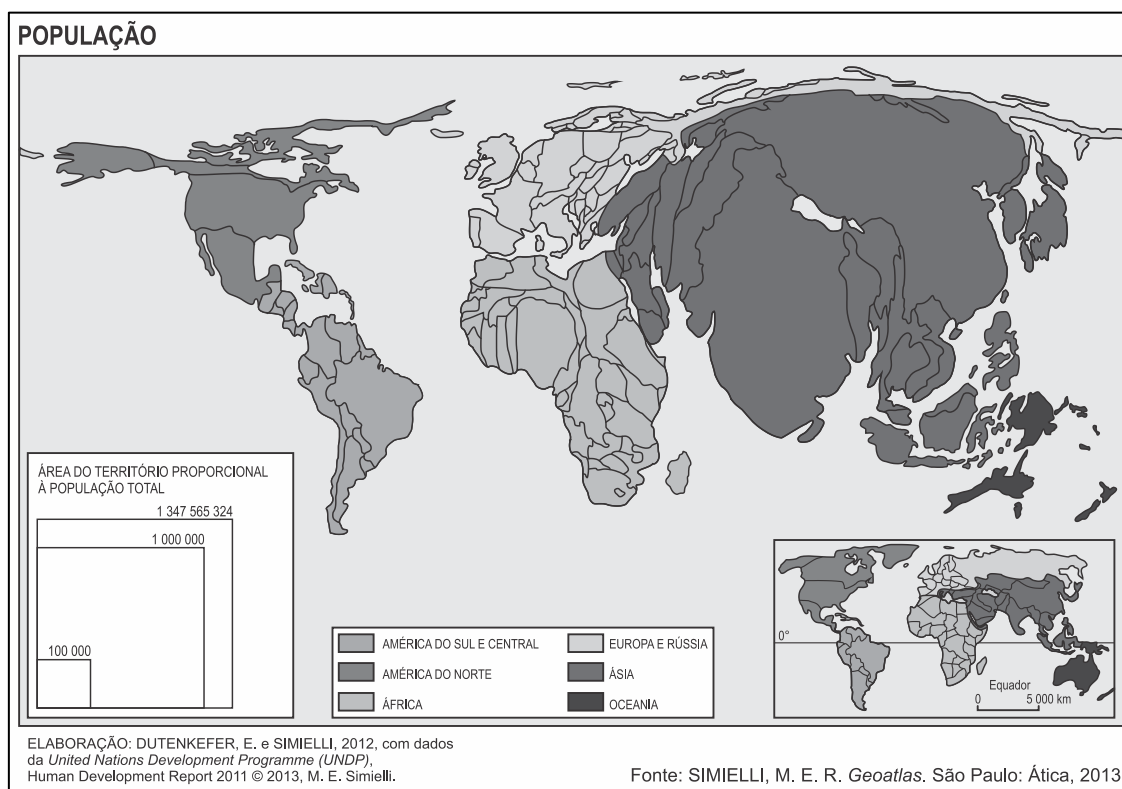 POPULAÇÃO
ÁREA DO TERRITÓRIO PROPORCIONAL
À POPULAÇÃO TOTAL
1 347 565 324
1 000 000
100 000
AMÉRICA DO SUL E CENTRAL
AMÉRICA DO NORTE
ÁFRICA
EUROPA E RÚSSIA
ÁSIA
OCEANIA
0°
Equador
0 5 000 km
ELABORAÇÃO: DUTENKEFER, E. e SIMIELLI, 2012, com dados
da United Nations Development Programme (UNDP),
Human Development Report 2011 © 2013, M. E. Simielli.
Fonte: SIMIELLI, M. E. R. Geoatlas. São Paulo: Ática, 2013